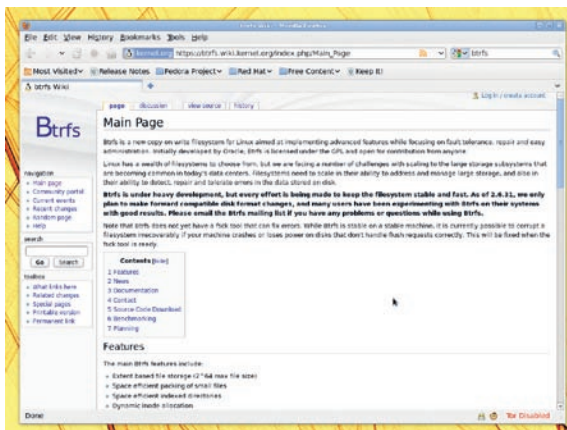 File Edit View History Bookmarks Tools Help
kernel.org https://btrfs.wiki.kernel.org/index.php/Main_Page btrfs
Most Visited Release Notes Fedora Project Red Hat Free Content Keep It!
btrfs Wiki
Log in / create account
page discussion view source history
Btrfs
Main Page
Btrfs is a new copy on write filesystem for Linux aimed at implementing advanced features while focusing on fault tolerance, repair and easy
administration. Initially developed by Oracle, Btrfs is licensed under the GPL and open for contribution from anyone.
Linux has a wealth of filesystems to choose from, but we are facing a number of challenges with scaling to the large storage subsystems that
are becoming common in today's data centers. Filesystems need to scale in their ability to address and manage large storage, and also in
their ability to detect, repair and tolerate errors in the data stored on disk.
Btrfs is under heavy development, but every effort is being made to keep the filesystem stable and fast. As of 2.6.31, we only
plan to make forward compatible disk format changes, and many users have been experimenting with Btrfs on their systems
with good results. Please email the Btrfs mailing list if you have any problems or questions while using Btrfs.
Note that Btrfs does not yet have a fsck tool that can fix errors. While Btrfs is stable on a stable machine, it is currently possible to corrupt a
filesystem irrecoverably if your machine crashes or loses power on disks that don't handle flush requests correctly. This will be fixed when the
fsck tool is ready.
navigation
Main page
Community portal
Current events
Recent changes
Random page
Help
search
Go Search
toolbox
What links here
Related changes
Special pages
Printable version
Permanent link
Contents [hide]
1 Features
2 News
3 Documentation
4 Contact
5 Source Code Download
6 Benchmarking
7 Planning
Features
The main Btrfs features include:
Extent based file storage (2^64 max file size)
Space efficient packing of small files
Space efficient indexed directories
Dynamic inode allocation
Done Tor Disabled